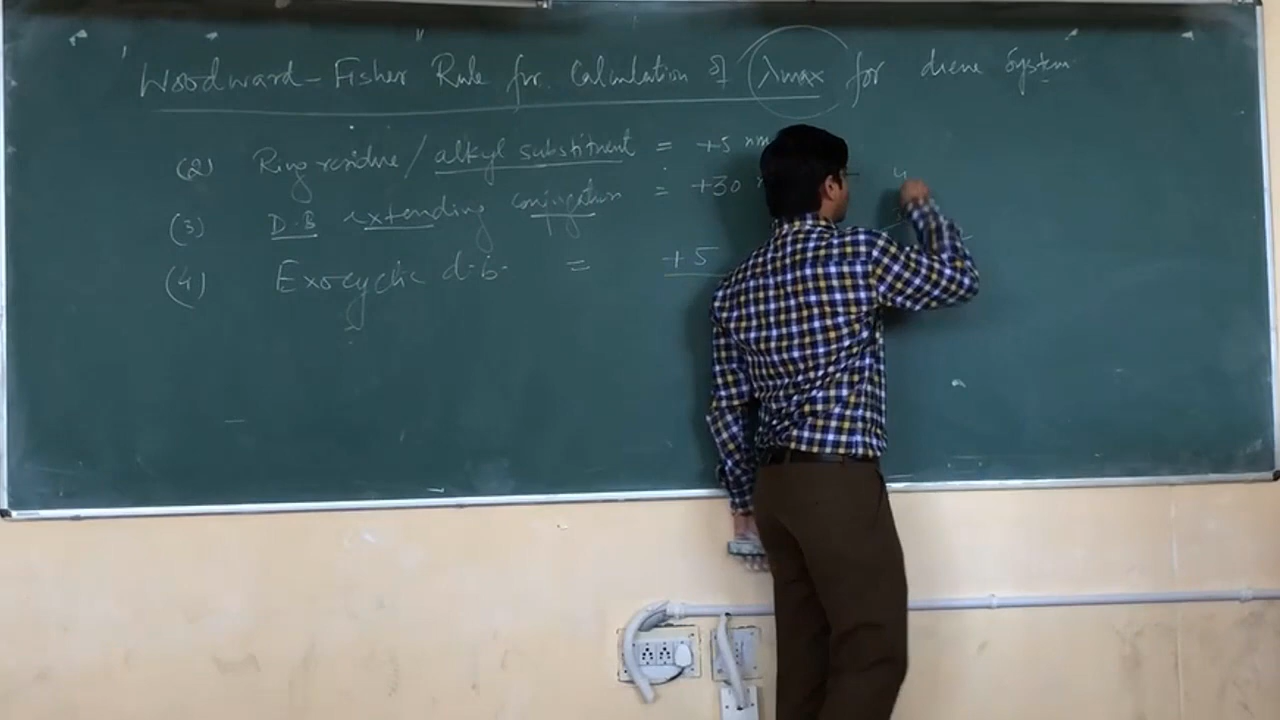 Woodward-Fisher Rule for Calculation of λmax for diene System
(2) Ring residue/alkyl substituent = +5 nm
(3) D.B extending conjugation = +30
(4) Exocyclic d.b. = +5